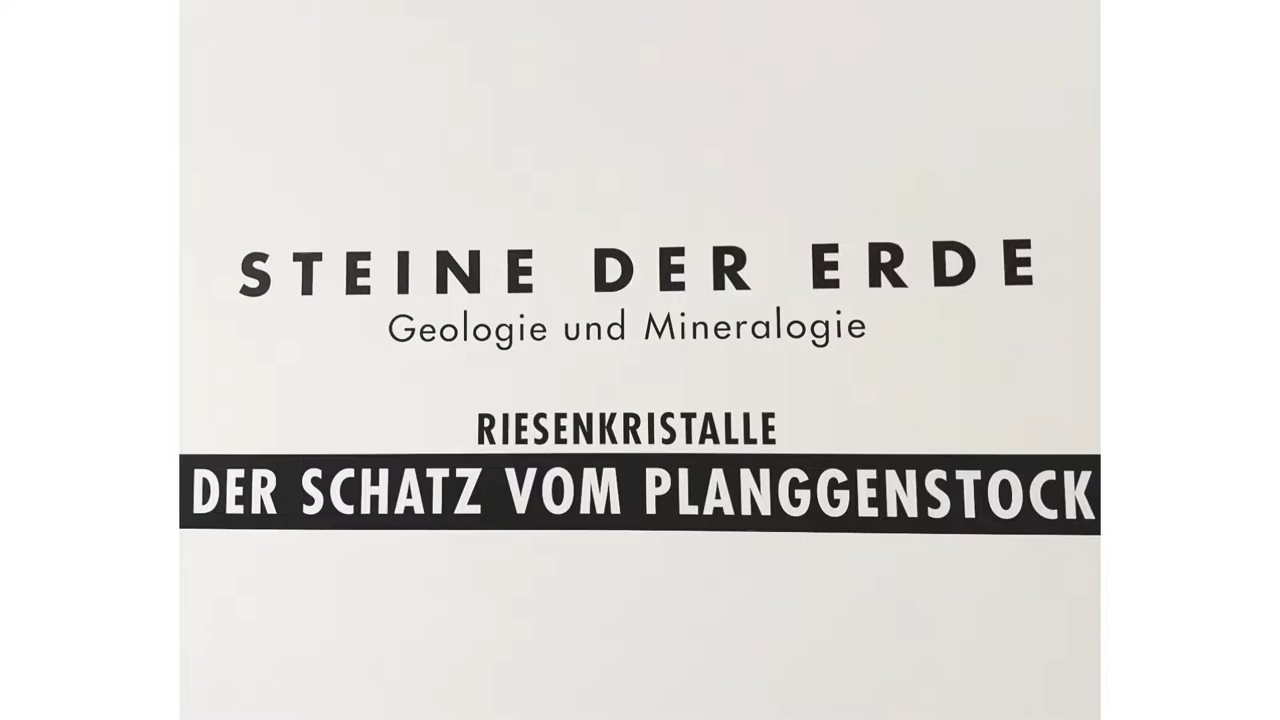 STEINE DER ERDE
Geologie und Mineralogie
RIESENKRISTALLE
DER SCHATZ VOM PLANGGENSTOCK